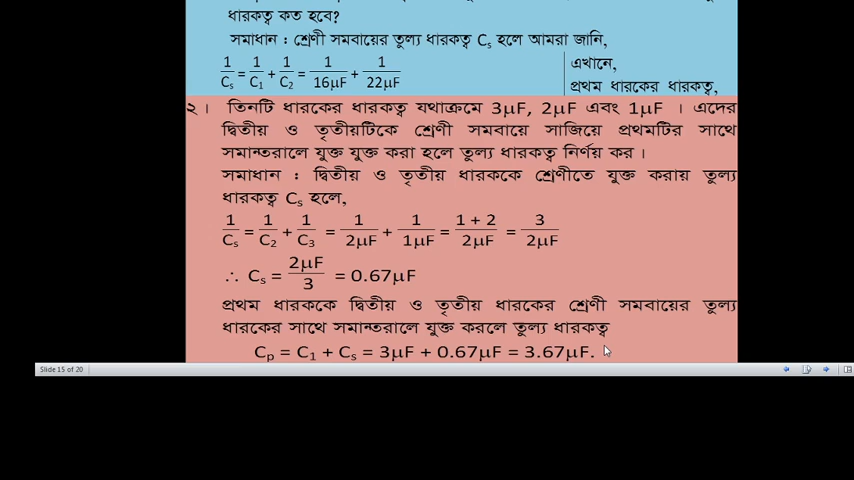 ধারকত্ব কত হবে?
সমাধান : শ্রেণী সমবায়ের তুল্য ধারকত্ব Cs হলে আমরা জানি,
1/Cs = 1/C1 + 1/C2 = 1/16μF + 1/22μF
এখানে,
প্রথম ধারকের ধারকত্ব,
২। তিনটি ধারকের ধারকত্ব যথাক্রমে 3μF, 2μF এবং 1μF । এদের
দ্বিতীয় ও তৃতীয়টিকে শ্রেণী সমবায়ে সাজিয়ে প্রথমটির সাথে
সমান্তরালে যুক্ত যুক্ত করা হলে তুল্য ধারকত্ব নির্ণয় কর ।
সমাধান : দ্বিতীয় ও তৃতীয় ধারককে শ্রেণীতে যুক্ত করায় তুল্য
ধারকত্ব Cs হলে,
1/Cs = 1/C2 + 1/C3 = 1/2μF + 1/1μF = 1 + 2/2μF = 3/2μF
∴ Cs = 2μF/3 = 0.67μF
প্রথম ধারককে দ্বিতীয় ও তৃতীয় ধারকের শ্রেণী সমবায়ের তুল্য
ধারকের সাথে সমান্তরালে যুক্ত করলে তুল্য ধারকত্ব
Cp = C1 + Cs = 3μF + 0.67μF = 3.67μF.
Slide 15 of 20